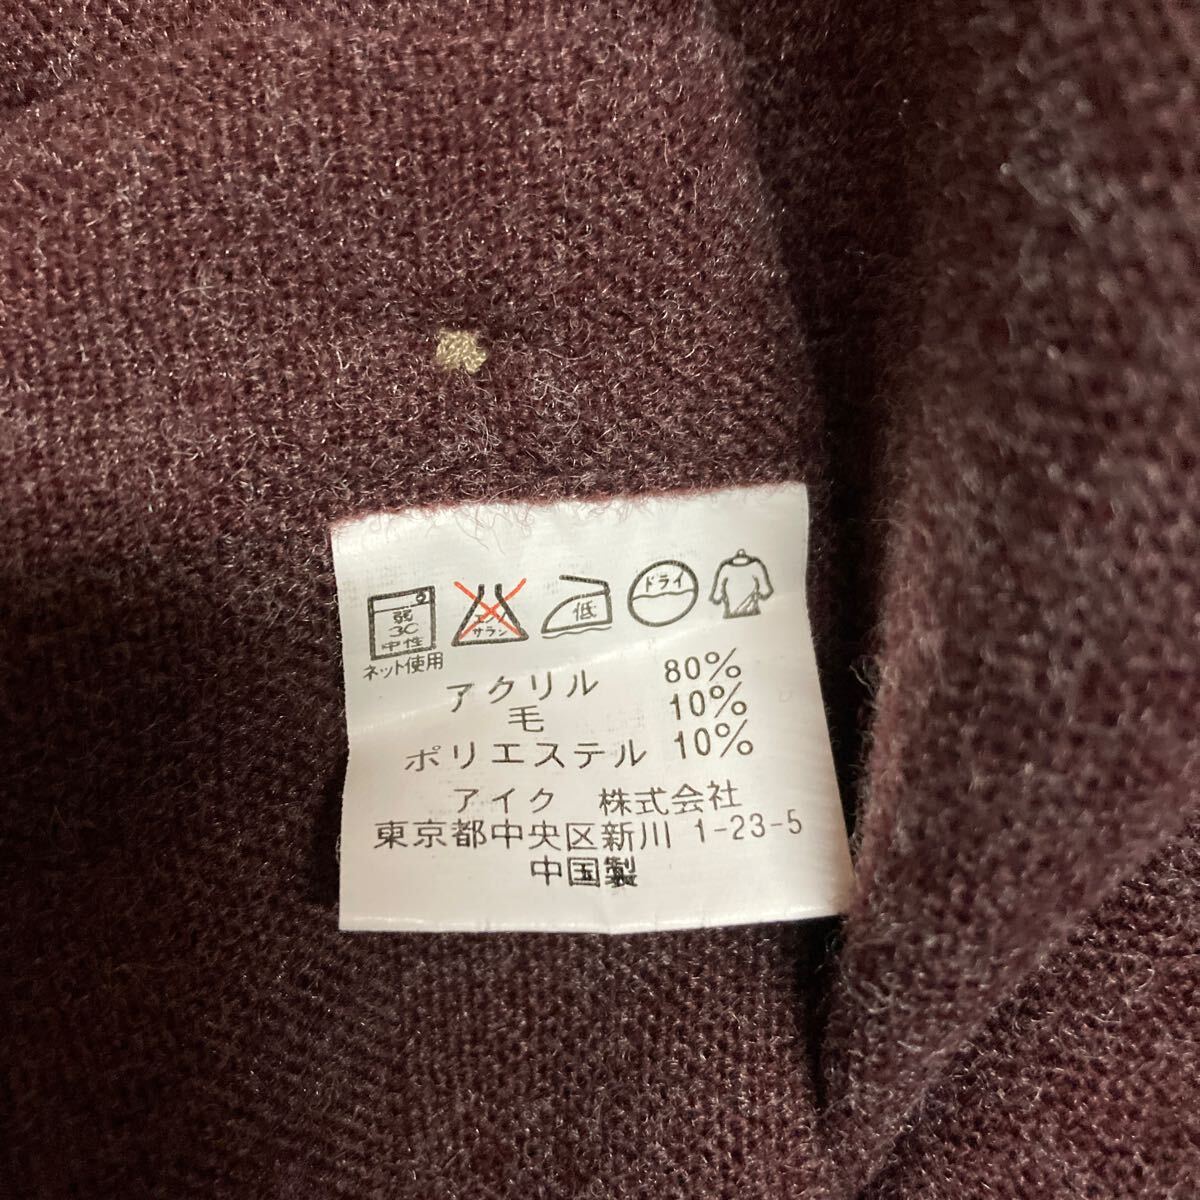 弱
30
中性
ネット使用
エンソ
サラシ
低
ドライ
アクリル 80%
毛 10%
ポリエステル 10%
アイク 株式会社
東京都中央区新川 1-23-5
中国製